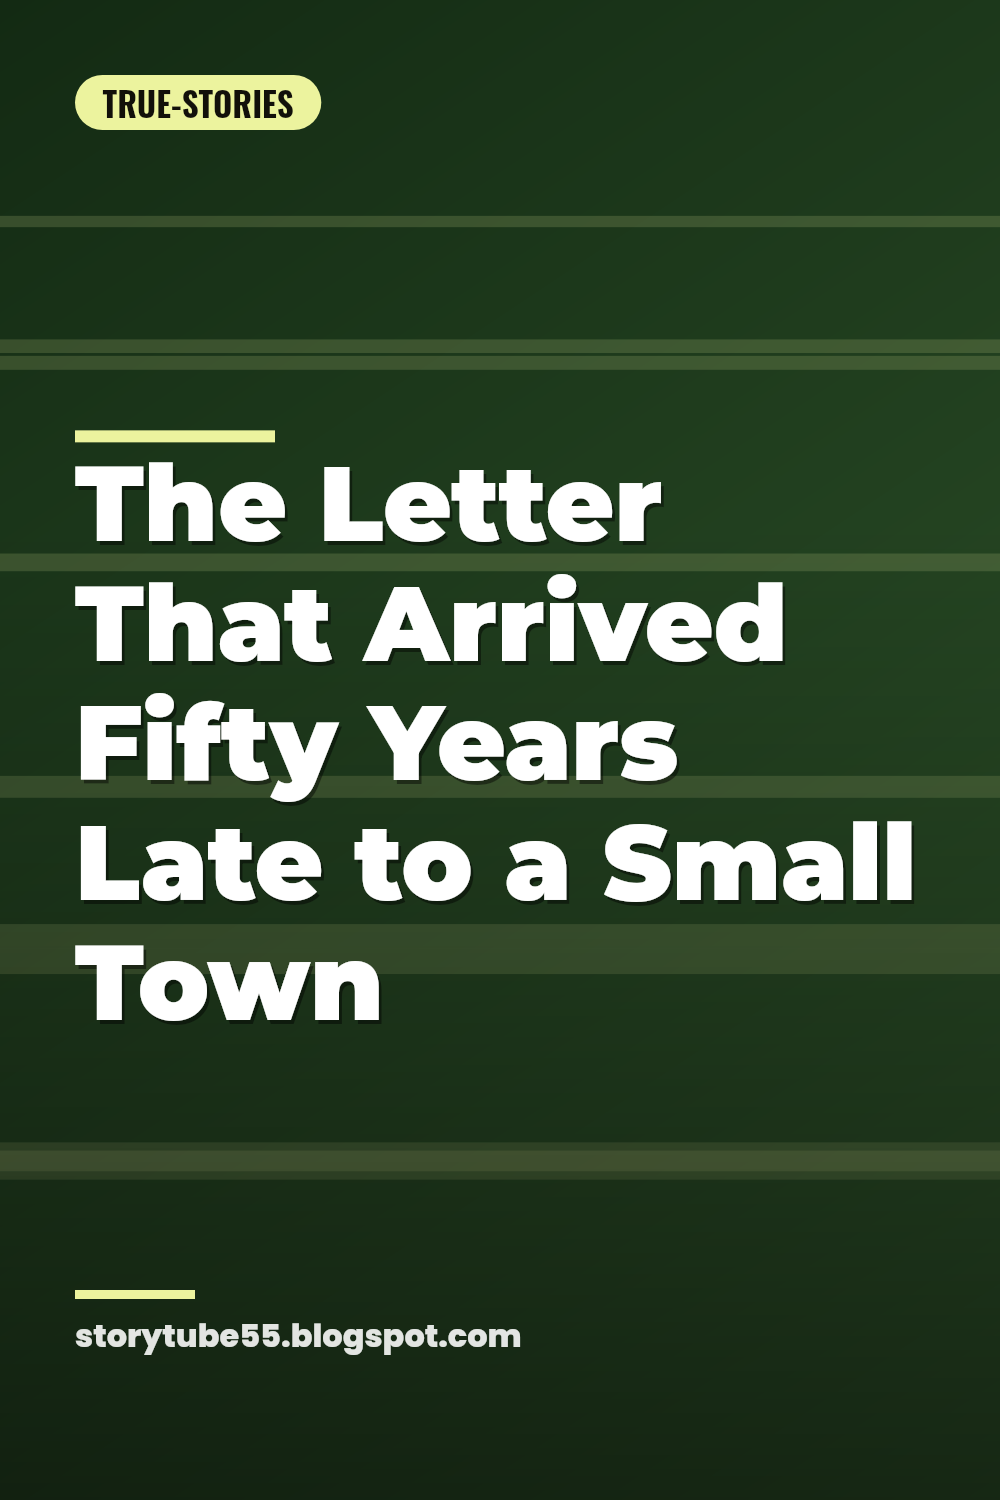 TRUE-STORIES
The Letter
That Arrived
Fifty Years
Late to a Small
Town
storytube55.blogspot.com